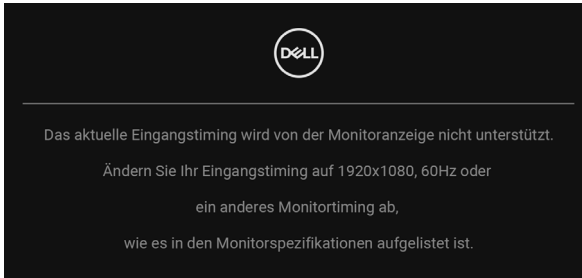 DELL
Das aktuelle Eingangstiming wird von der Monitoranzeige nicht unterstützt.
Ändern Sie Ihr Eingangstiming auf 1920x1080, 60Hz oder
ein anderes Monitortiming ab,
wie es in den Monitorspezifikationen aufgelistet ist.